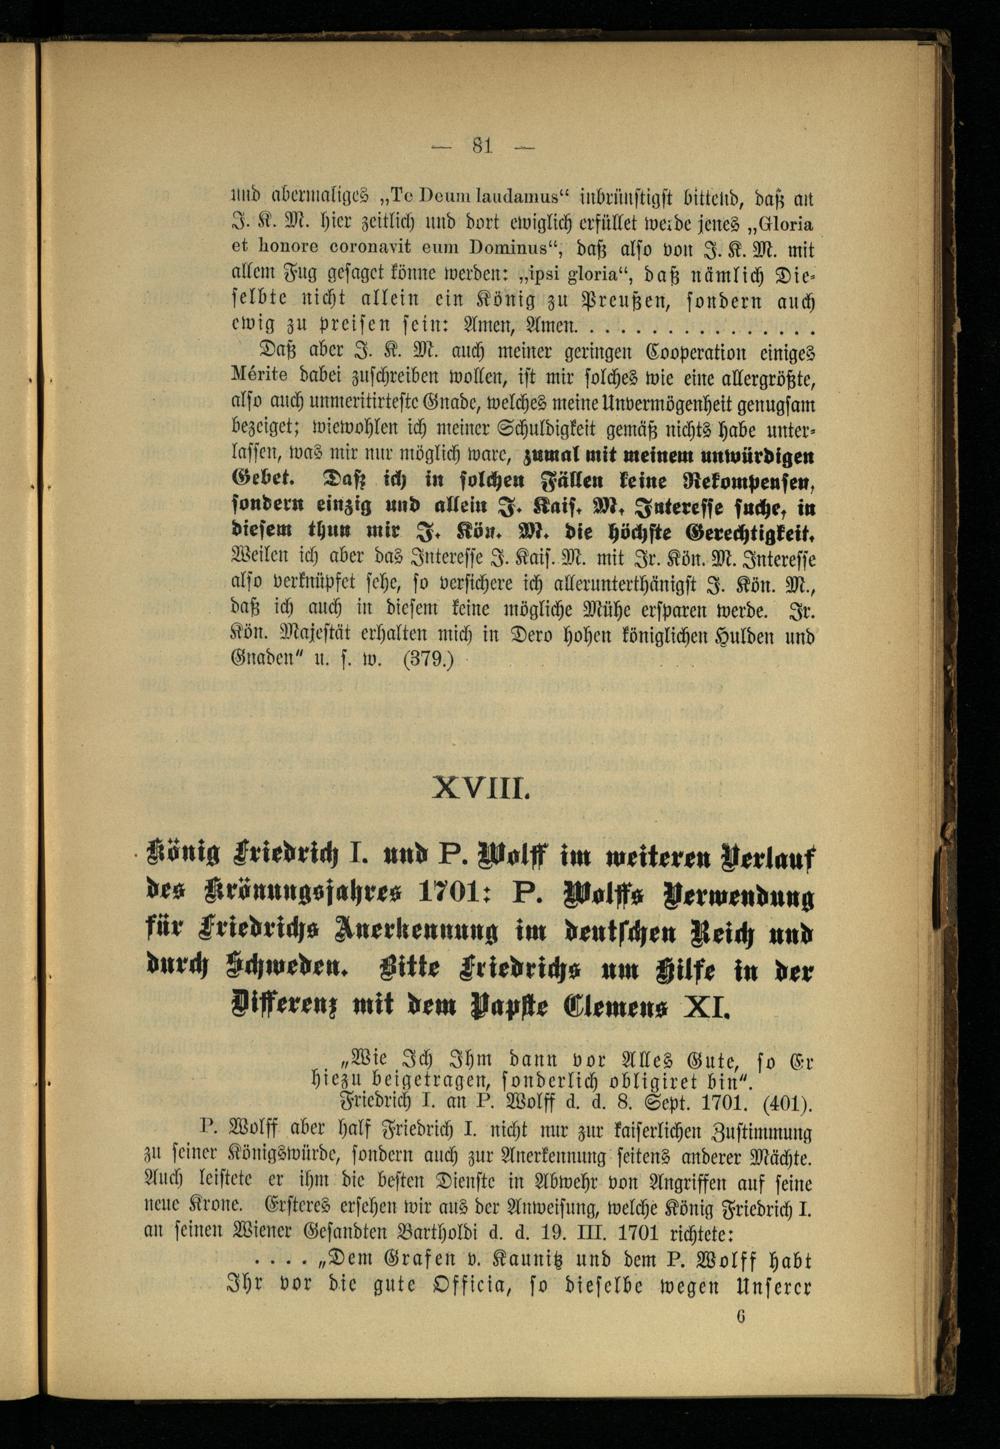 — 81 —
und abermaliges „Te Deum laudamus“ inbrünstigst bittend, daß an
J. K. M. hier zeitlich und dort ewiglich erfüllet werde jenes „Gloria
et honore coronavit eum Dominus“, daß also von J. K. M. mit
allem Fug gesaget könne werden: „ipsi gloria“, daß nämlich Die-
selbte nicht allein ein König zu Preußen, sondern auch
ewig zu preisen sein: Amen, Amen. . . . . . . . . . . . . . . .
Daß aber J. K. M. auch meiner geringen Cooperation einiges
Mérite dabei zuschreiben wollen, ist mir solches wie eine allergrößte,
also auch unmeritirteste Gnade, welches meine Unvermögenheit genugsam
bezeiget; wiewohlen ich meiner Schuldigkeit gemäß nichts habe unter-
lassen, was mir nur möglich ware, zumal mit meinem unwürdigen
Gebet. Daß ich in solchen Fällen keine Rekompensen,
sondern einzig und allein J. Kais. M. Interesse suche, in
diesem thun mir J. Kön. M. die höchste Gerechtigkeit.
Weilen ich aber das Interesse J. Kais. M. mit Jr. Kön. M. Interesse
also verknüpfet sehe, so versichere ich allerunterthänigst J. Kön. M.,
daß ich auch in diesem keine mögliche Mühe ersparen werde. Jr.
Kön. Majestät erhalten mich in Dero hohen königlichen Hulden und
Gnaden“ u. s. w. (379.)
XVIII.
König Friedrich I. und P. Wolff im weiteren Verlauf
des Krönungsjahres 1701: P. Wolffs Verwendung
für Friedrichs Anerkennung im deutschen Reich und
durch Schweden. Bitte Friedrichs um Hilfe in der
Differenz mit dem Papste Clemens XI.
„Wie Ich Ihm dann vor Alles Gute, so Er
hiezu beigetragen, sonderlich obligiret bin“.
Friedrich I. an P. Wolff d. d. 8. Sept. 1701. (401).
P. Wolff aber half Friedrich I. nicht nur zur kaiserlichen Zustimmung
zu seiner Königswürde, sondern auch zur Anerkennung seitens anderer Mächte.
Auch leistete er ihm die besten Dienste in Abwehr von Angriffen auf seine
neue Krone. Ersteres ersehen wir aus der Anweisung, welche König Friedrich I.
an seinen Wiener Gesandten Bartholdi d. d. 19. III. 1701 richtete:
. . . . „Dem Grafen v. Kaunitz und dem P. Wolff habt
Ihr vor die gute Officia, so dieselbe wegen Unserer
6